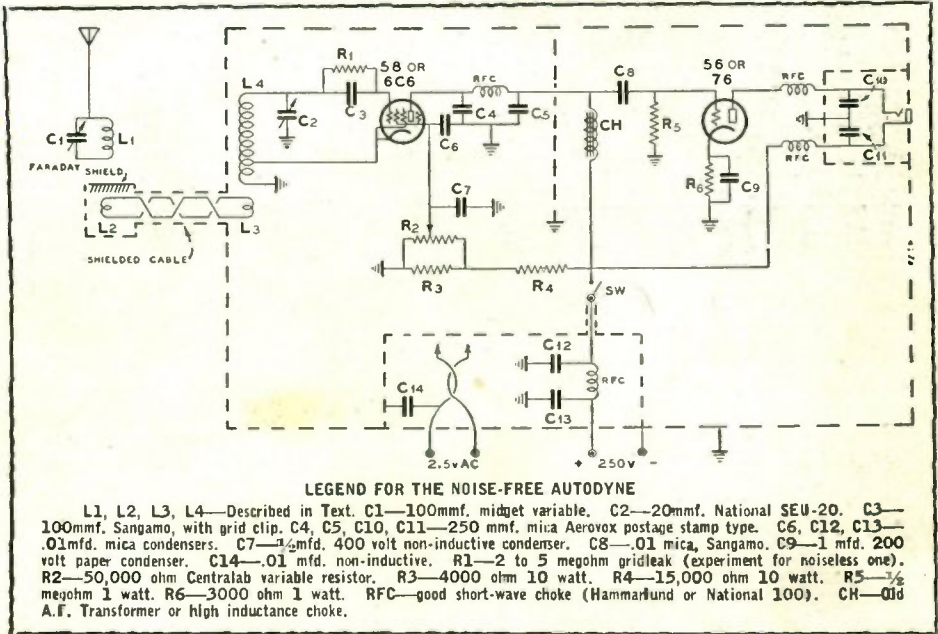 58 OR
6C6
56 OR
76
R1
L4
C2
C3
RFC
C4
C5
C6
C8
CH
R5
RFC
C10
C11
RFC
C1
L1
FARADAY SHIELD
L2
L3
SHIELDED CABLE
C7
R2
R3
R4
R6
C9
SW
C12
RFC
C13
C14
2.5vAC
+ 250V -
LEGEND FOR THE NOISE-FREE AUTODYNE
L1, L2, L3, L4—Described in Text. C1—100mmf. midget variable. C2—20mmf. National SEU-20. C3—
100mmf. Sangamo, with grid clip. C4, C5, C10, C11—250 mmf. mica Aerovox postage stamp type. C6, C12, C13—
.01mfd. mica condensers. C7—½mfd. 400 volt non-inductive condenser. C8—.01 mica, Sangamo. C9—1 mfd. 200
volt paper condenser. C14—.01 mfd. non-inductive. R1—2 to 5 megohm gridleak (experiment for noiseless one).
R2—50,000 ohm Centralab variable resistor. R3—4000 ohm 10 watt. R4—15,000 ohm 10 watt. R5—½
megohm 1 watt. R6—3000 ohm 1 watt. RFC—good short-wave choke (Hammarlund or National 100). CH—Old
A.F. Transformer or high inductance choke.